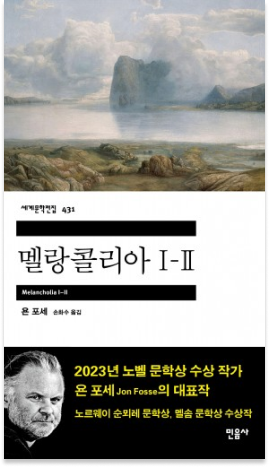 세계문학전집 431
멜랑콜리아 I-II
Melancholia I–II
욘 포세 손화수 옮김
2023년 노벨 문학상 수상 작가
욘 포세 Jon Fosse의 대표작
노르웨이 순뫼레 문학상, 멜솜 문학상 수상작
민음사